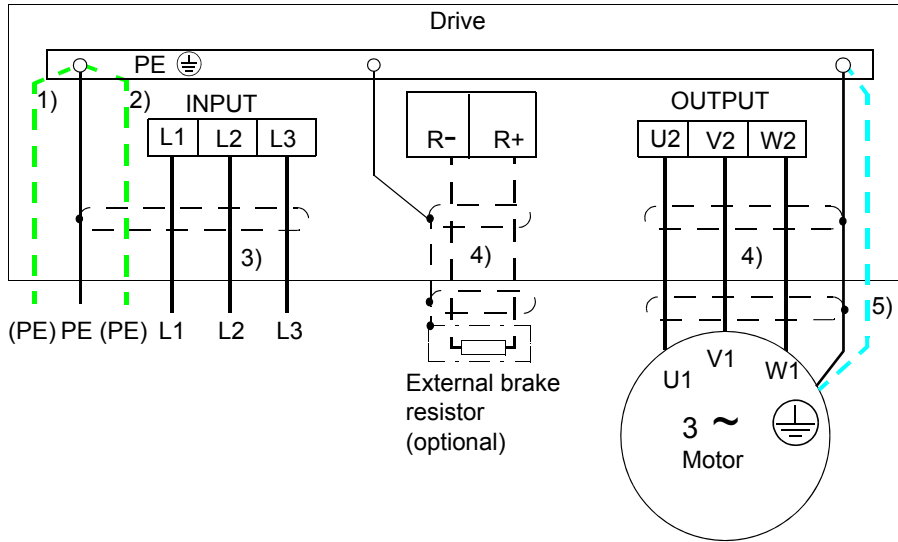 Drive
PE
1)
2)
INPUT
OUTPUT
L1 L2 L3
R- R+
U2 V2 W2
3)
4)
4)
5)
(PE) PE (PE) L1 L2 L3
External brake
resistor
(optional)
U1 V1 W1
3 ~
Motor